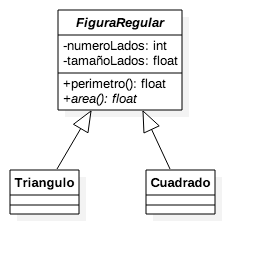 FiguraRegular
-numeroLados: int
-tamañoLados: float
+perimetro(): float
+area(): float
Triangulo
Cuadrado